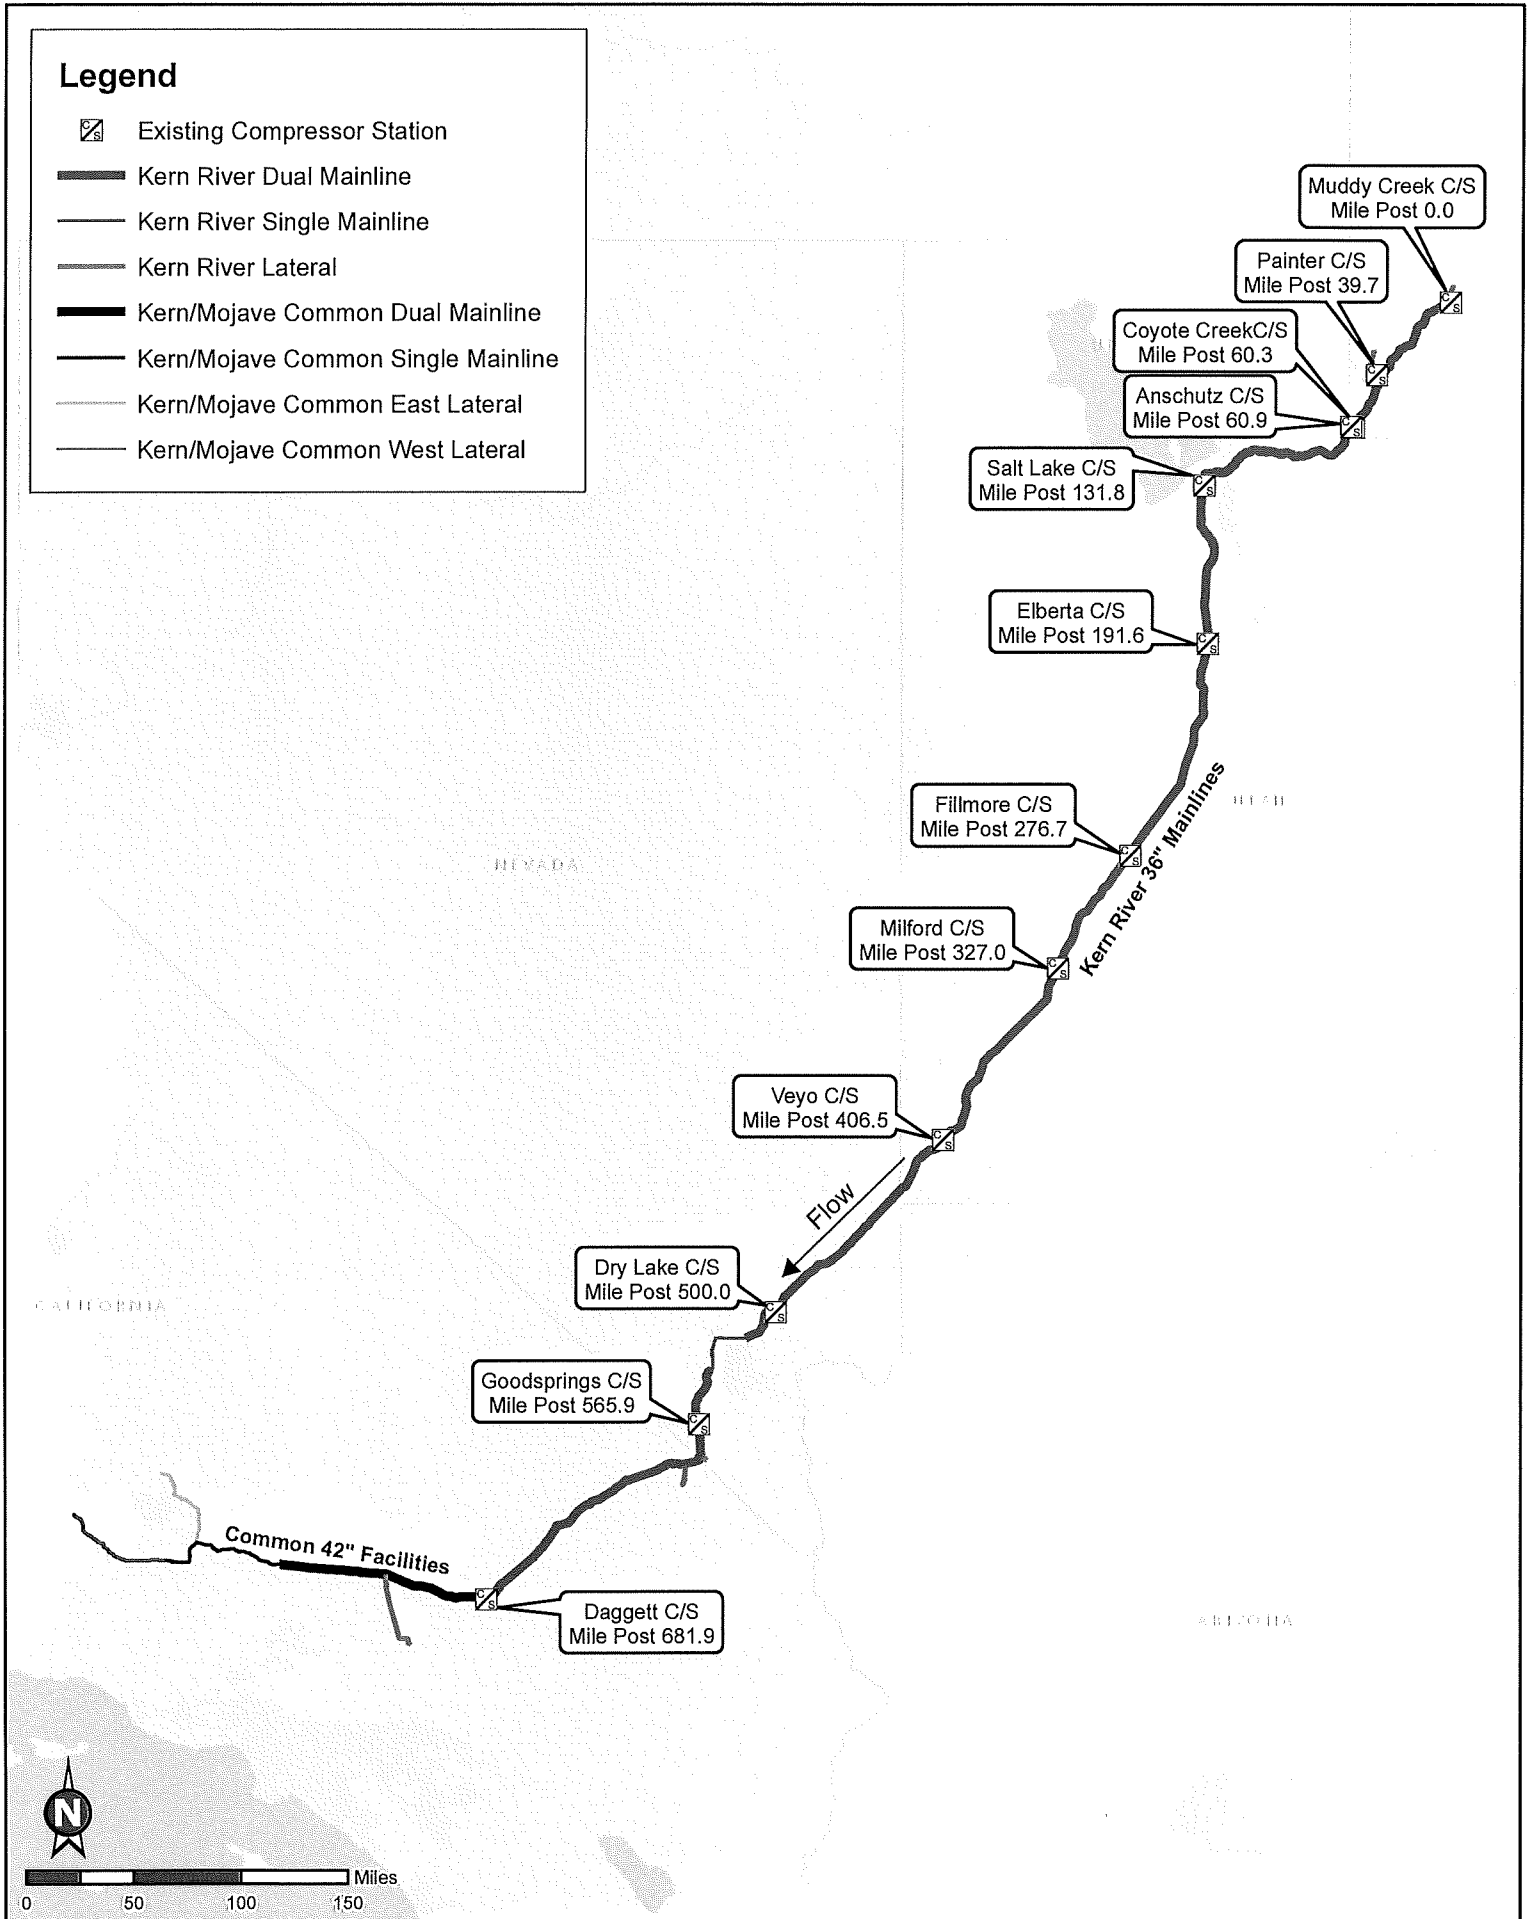 Legend
Existing Compressor Station
Kern River Dual Mainline
Kern River Single Mainline
Kern River Lateral
Kern/Mojave Common Dual Mainline
Kern/Mojave Common Single Mainline
Kern/Mojave Common East Lateral
Kern/Mojave Common West Lateral
Muddy Creek C/S
Mile Post 0.0
Painter C/S
Mile Post 39.7
Coyote CreekC/S
Mile Post 60.3
Anschutz C/S
Mile Post 60.9
Salt Lake C/S
Mile Post 131.8
Elberta C/S
Mile Post 191.6
UTAH
Fillmore C/S
Mile Post 276.7
Kern River 36" Mainlines
NEVADA
Milford C/S
Mile Post 327.0
Veyo C/S
Mile Post 406.5
Flow
Dry Lake C/S
Mile Post 500.0
CALIFORNIA
Goodsprings C/S
Mile Post 565.9
Common 42" Facilities
Daggett C/S
Mile Post 681.9
ARIZONA
N
Miles
0 50 100 150